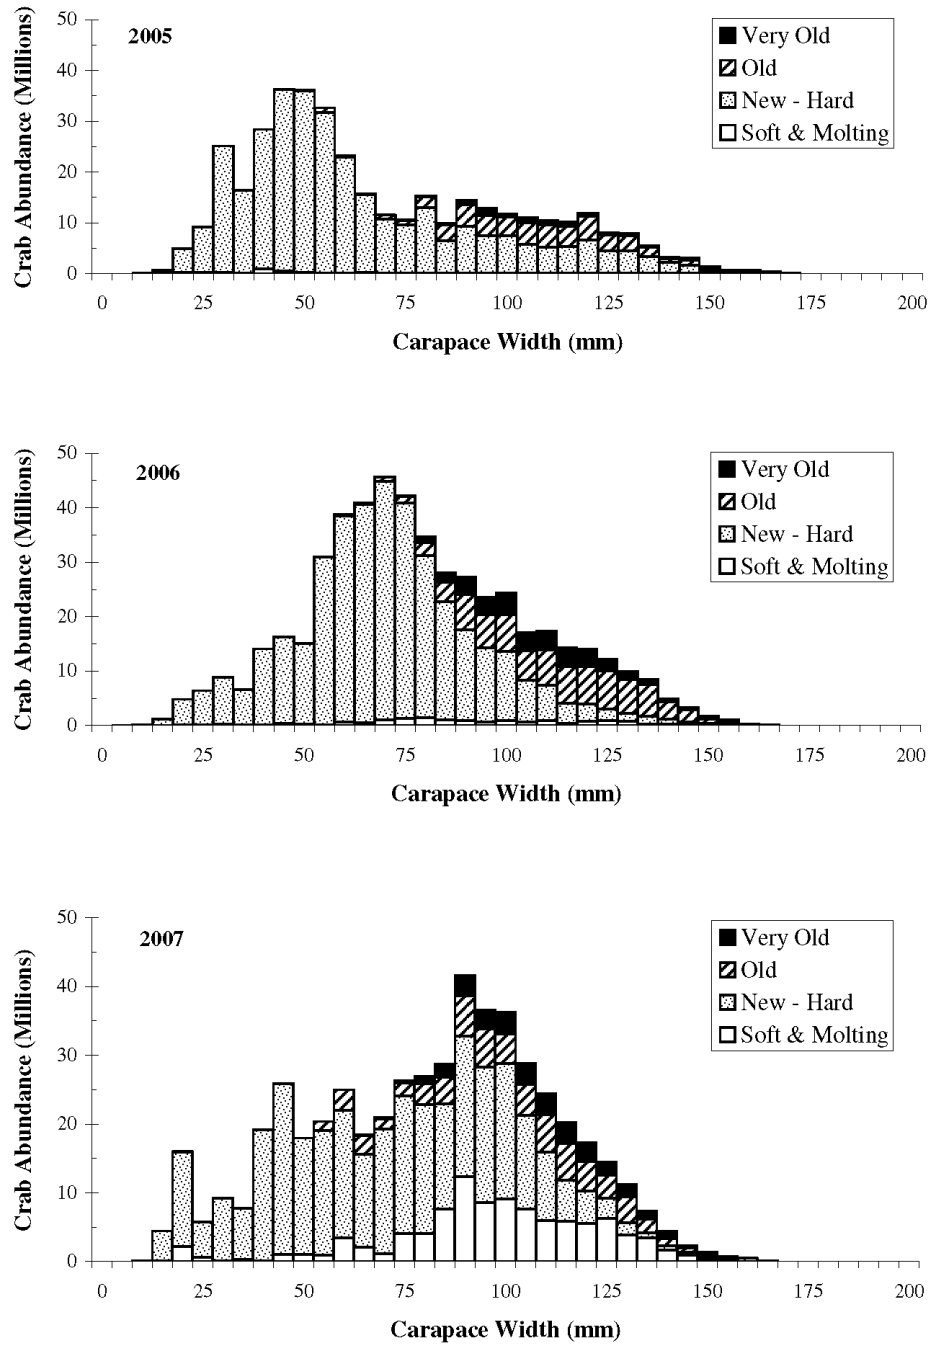 2005
Crab Abundance (Millions)
50
40
30
20
10
0
0 25 50 75 100 125 150 175 200
Carapace Width (mm)
Very Old
Old
New - Hard
Soft & Molting
2006
Crab Abundance (Millions)
50
40
30
20
10
0
0 25 50 75 100 125 150 175 200
Carapace Width (mm)
Very Old
Old
New - Hard
Soft & Molting
2007
Crab Abundance (Millions)
50
40
30
20
10
0
0 25 50 75 100 125 150 175 200
Carapace Width (mm)
Very Old
Old
New - Hard
Soft & Molting